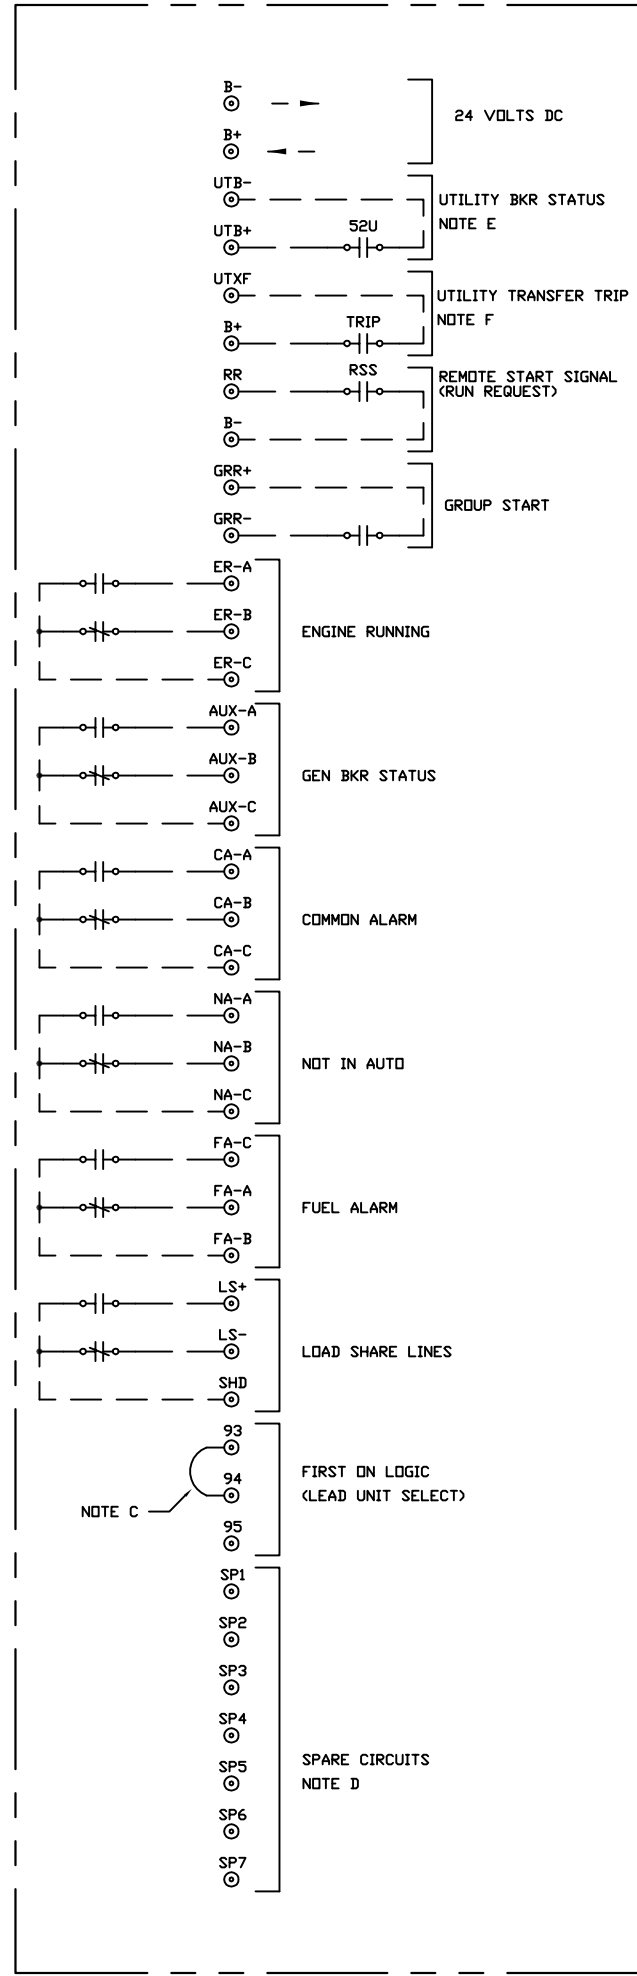 B-
24 VOLTS DC
B+
UTB-
UTILITY BKR STATUS
NOTE E
UTB+
52U
UTXF
UTILITY TRANSFER TRIP
NOTE F
B+
TRIP
RR
RSS
REMOTE START SIGNAL
(RUN REQUEST)
B-
GRR+
GROUP START
GRR-
ER-A
ER-B
ENGINE RUNNING
ER-C
AUX-A
AUX-B
GEN BKR STATUS
AUX-C
CA-A
CA-B
COMMON ALARM
CA-C
NA-A
NA-B
NOT IN AUTO
NA-C
FA-C
FA-A
FUEL ALARM
FA-B
LS+
LS-
LOAD SHARE LINES
SHD
93
FIRST ON LOGIC
(LEAD UNIT SELECT)
94
NOTE C
95
SP1
SP2
SP3
SP4
SPARE CIRCUITS
NOTE D
SP5
SP6
SP7